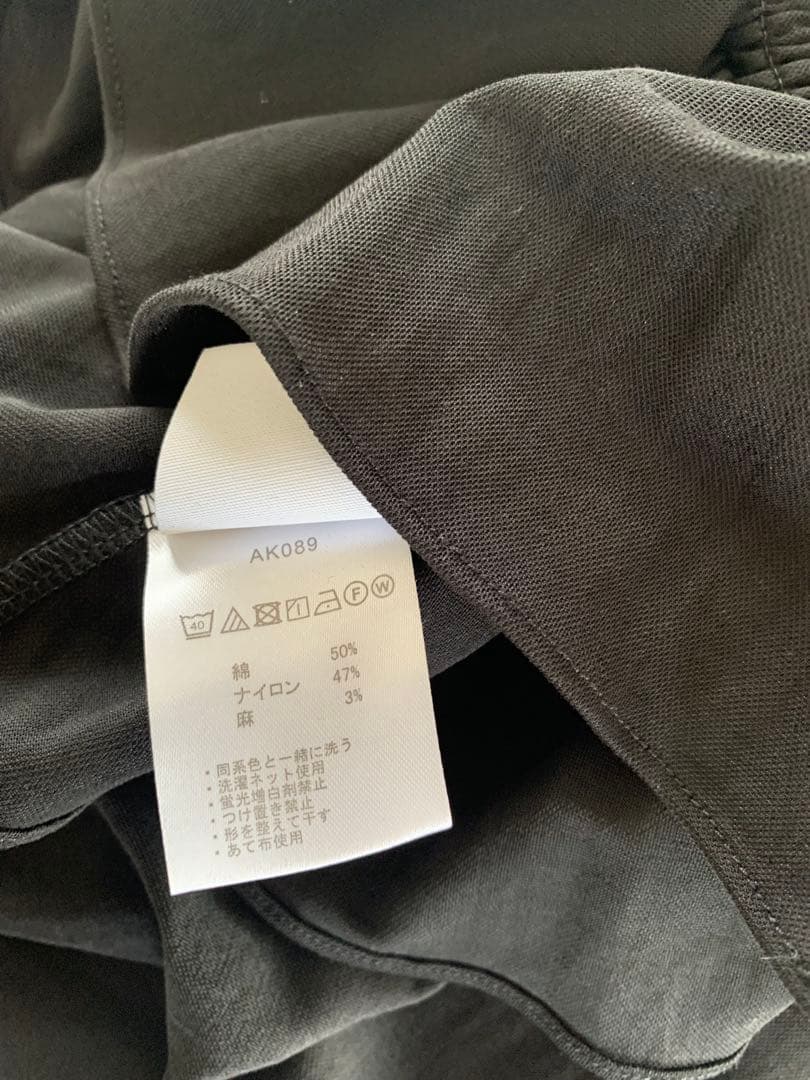 AK089
40 F W
綿 50%
ナイロン 47%
麻 3%
・同系色と一緒に洗う
・洗濯ネット使用
・蛍光増白剤禁止
・つけ置き禁止
・形を整えて干す
・あて布使用